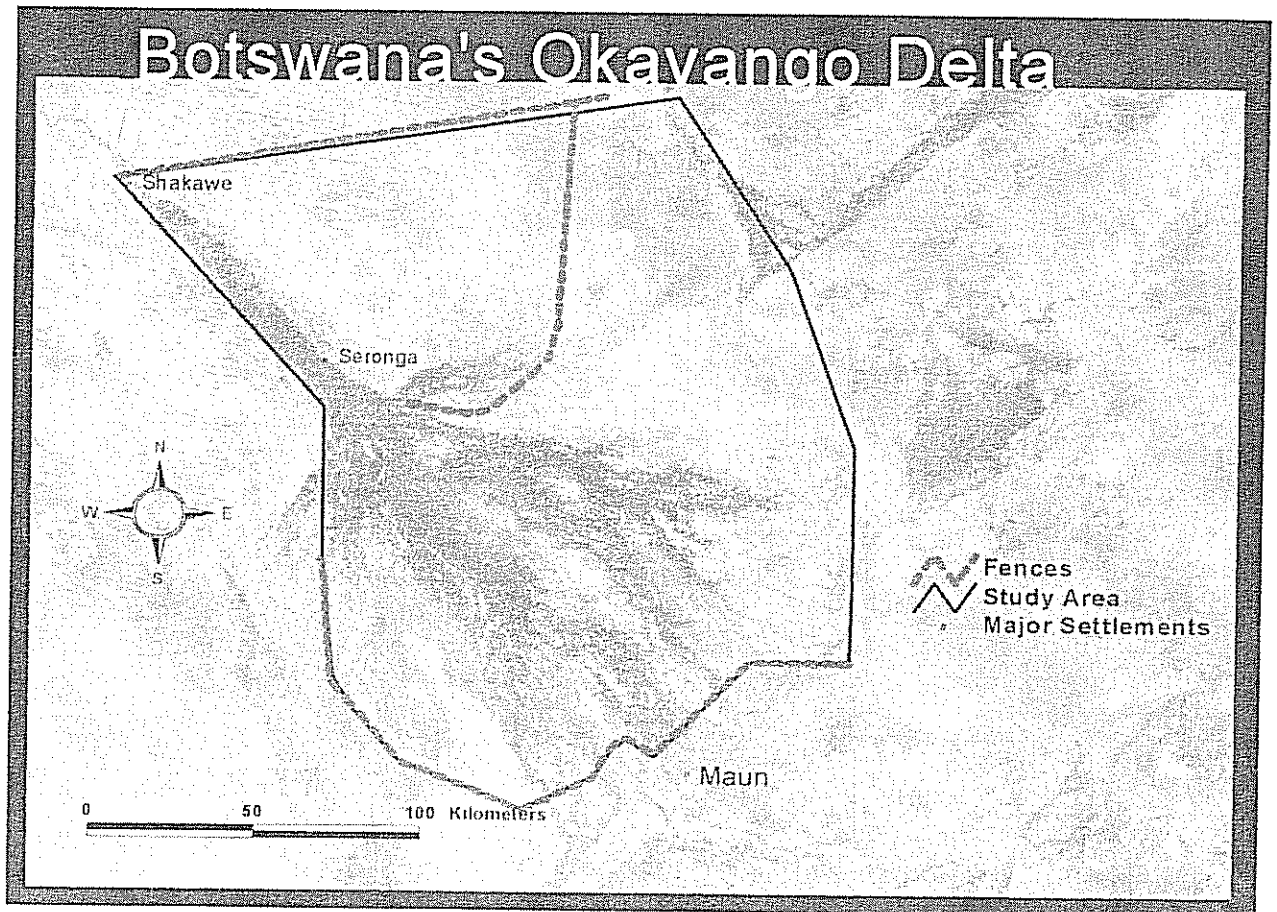 Botswana's Okavango Delta
Shakawe
Seronga
N
W E
S
Fences
Study Area
Major Settlements
Maun
0 50 100 Kilometers